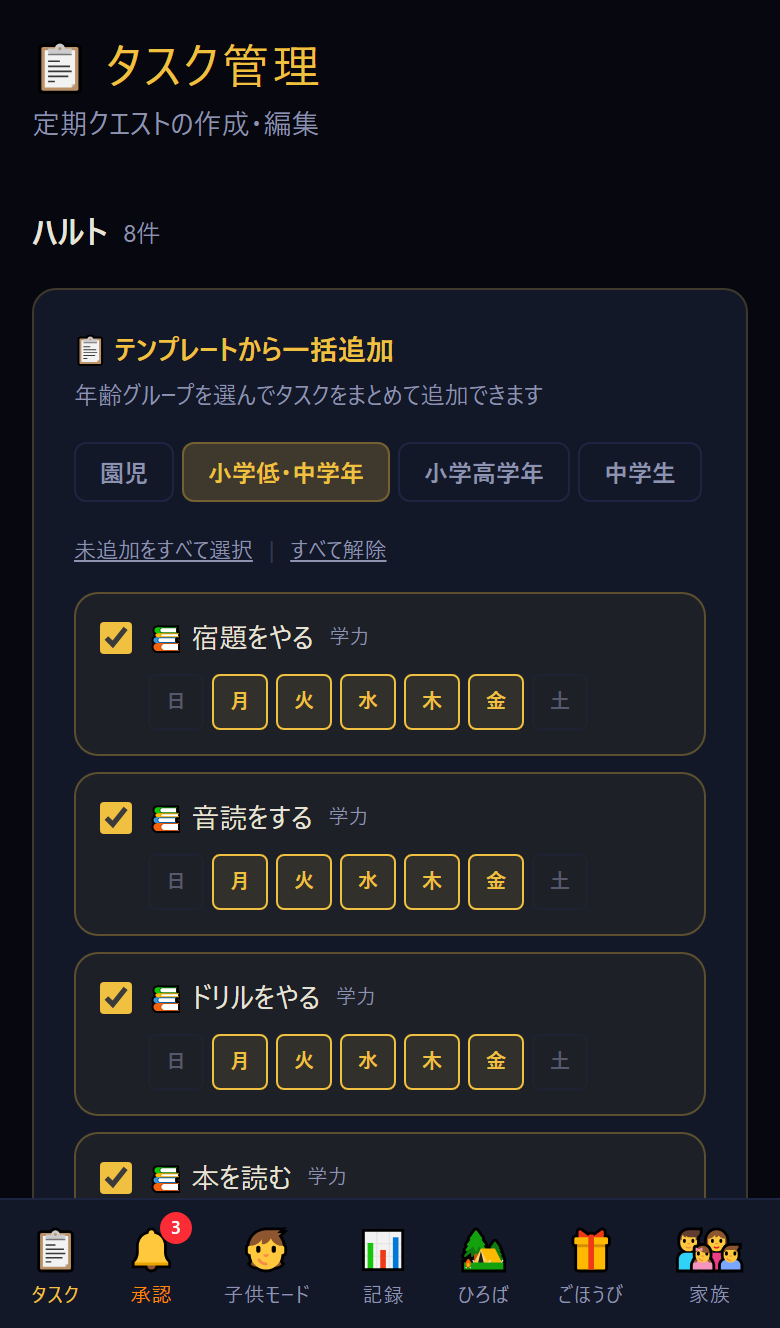 タスク管理
定期クエストの作成・編集
ハルト 8件
テンプレートから一括追加
年齢グループを選んでタスクをまとめて追加できます
園児 小学低・中学年 小学高学年 中学生
未追加をすべて選択 | すべて解除
宿題をやる 学力
日 月 火 水 木 金 土
音読をする 学力
日 月 火 水 木 金 土
ドリルをやる 学力
日 月 火 水 木 金 土
本を読む 学力
3
タスク 承認 子供モード 記録 ひろば ごほうび 家族